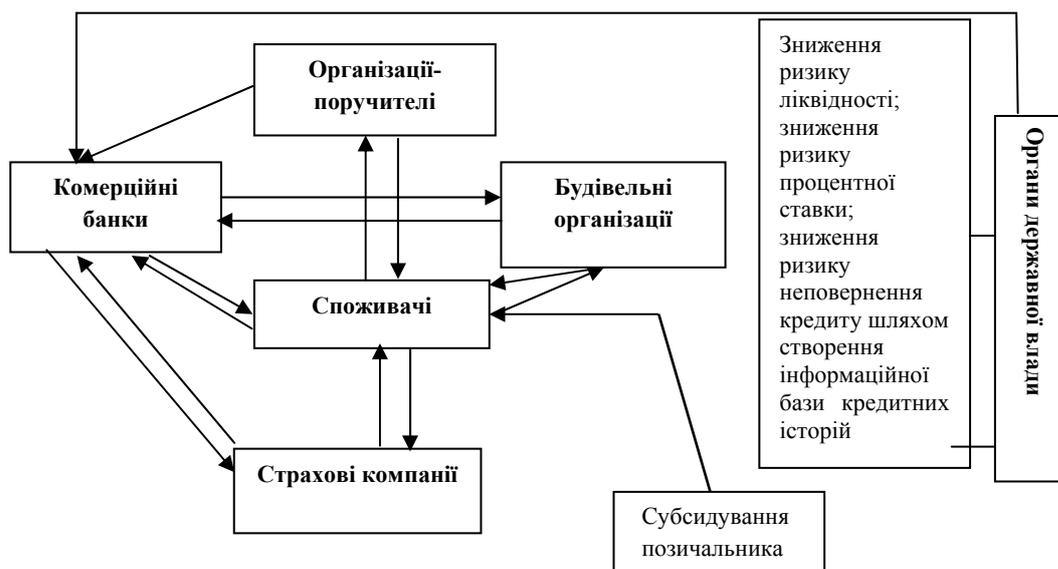 Організації-
поручителі
Комерційні
банки
Будівельні
організації
Споживачі
Страхові компанії
Субсидування
позичальника
Зниження
ризику
ліквідності;
зниження
ризику
процентної
ставки;
зниження
ризику
неповернення
кредиту шляхом
створення
інформаційної
бази кредитних
історій
Органи державної влади